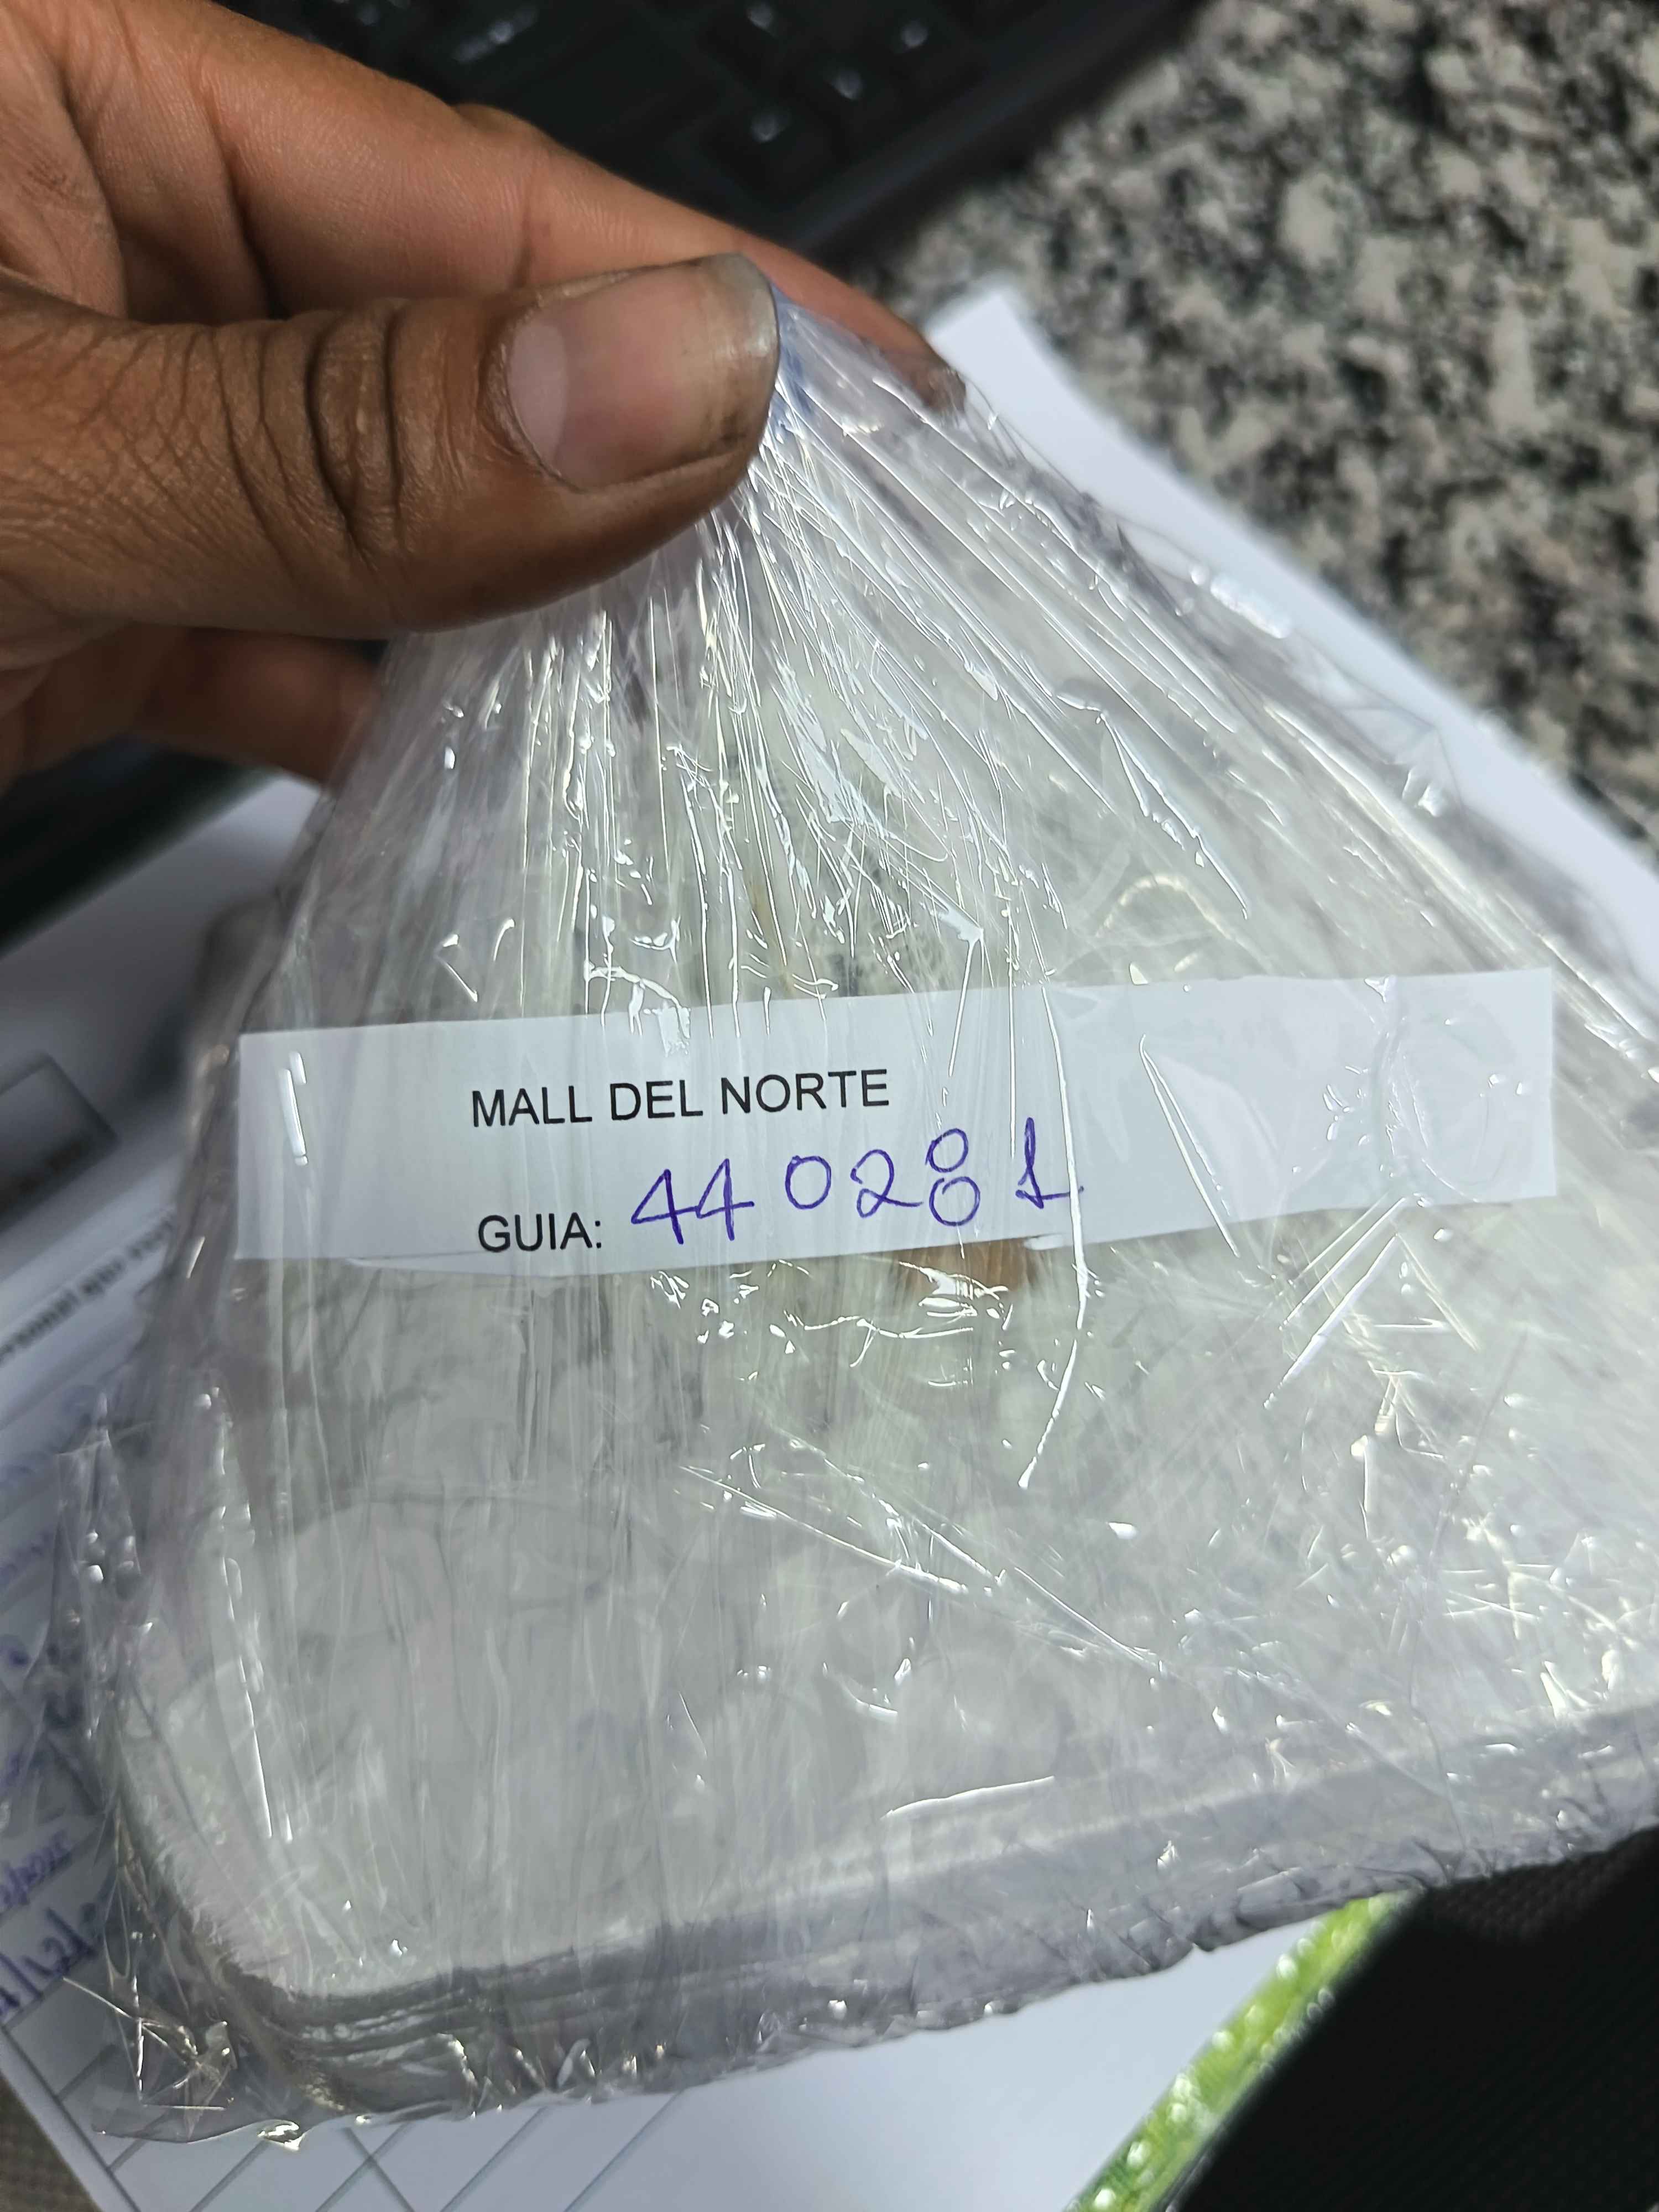 MALL DEL NORTE
GUIA: 440281